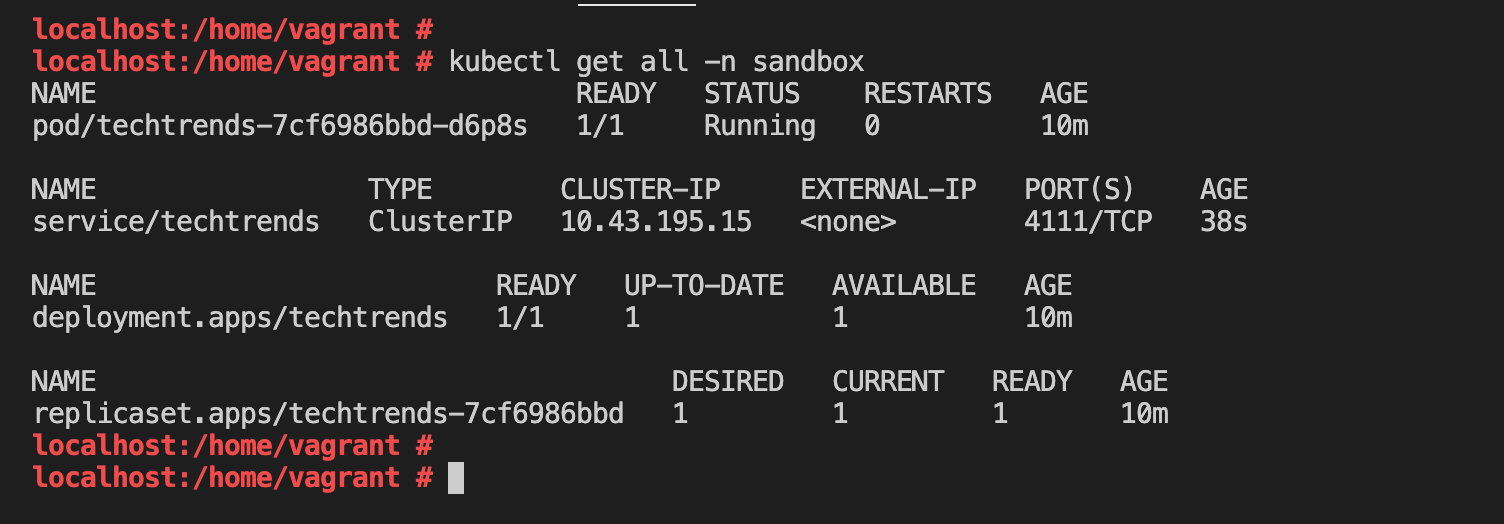 localhost:/home/vagrant #
localhost:/home/vagrant # kubectl get all -n sandbox
NAME READY STATUS RESTARTS AGE
pod/techtrends-7cf6986bbd-d6p8s 1/1 Running 0 10m
NAME TYPE CLUSTER-IP EXTERNAL-IP PORT(S) AGE
service/techtrends ClusterIP 10.43.195.15 <none> 4111/TCP 38s
NAME READY UP-TO-DATE AVAILABLE AGE
deployment.apps/techtrends 1/1 1 1 10m
NAME DESIRED CURRENT READY AGE
replicaset.apps/techtrends-7cf6986bbd 1 1 1 10m
localhost:/home/vagrant #
localhost:/home/vagrant #